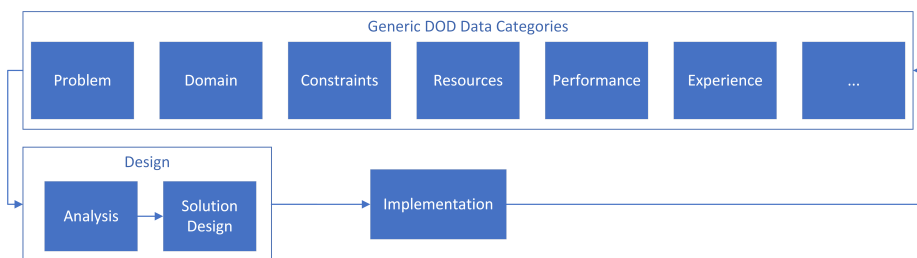 Generic DOD Data Categories
Problem
Domain
Constraints
Resources
Performance
Experience
...
Design
Analysis
Solution
Design
Implementation